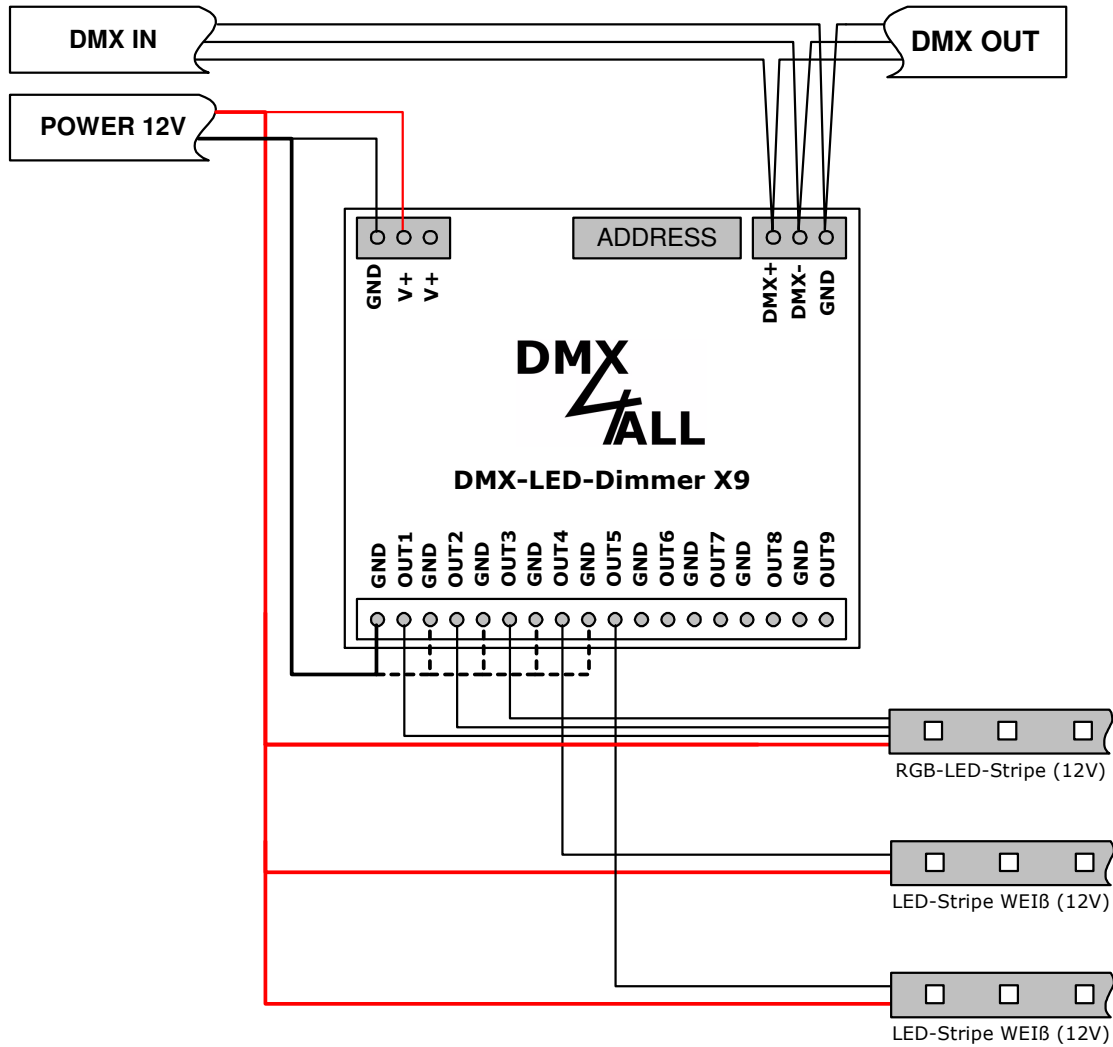 DMX IN
DMX OUT
POWER 12V
ADDRESS
GND
V+
V+
DMX+
DMX-
GND
DMX
4
ALL
DMX-LED-Dimmer X9
GND
OUT1
GND
OUT2
GND
OUT3
GND
OUT4
GND
OUT5
GND
OUT6
GND
OUT7
GND
OUT8
GND
OUT9
RGB-LED-Stripe (12V)
LED-Stripe WEIß (12V)
LED-Stripe WEIß (12V)